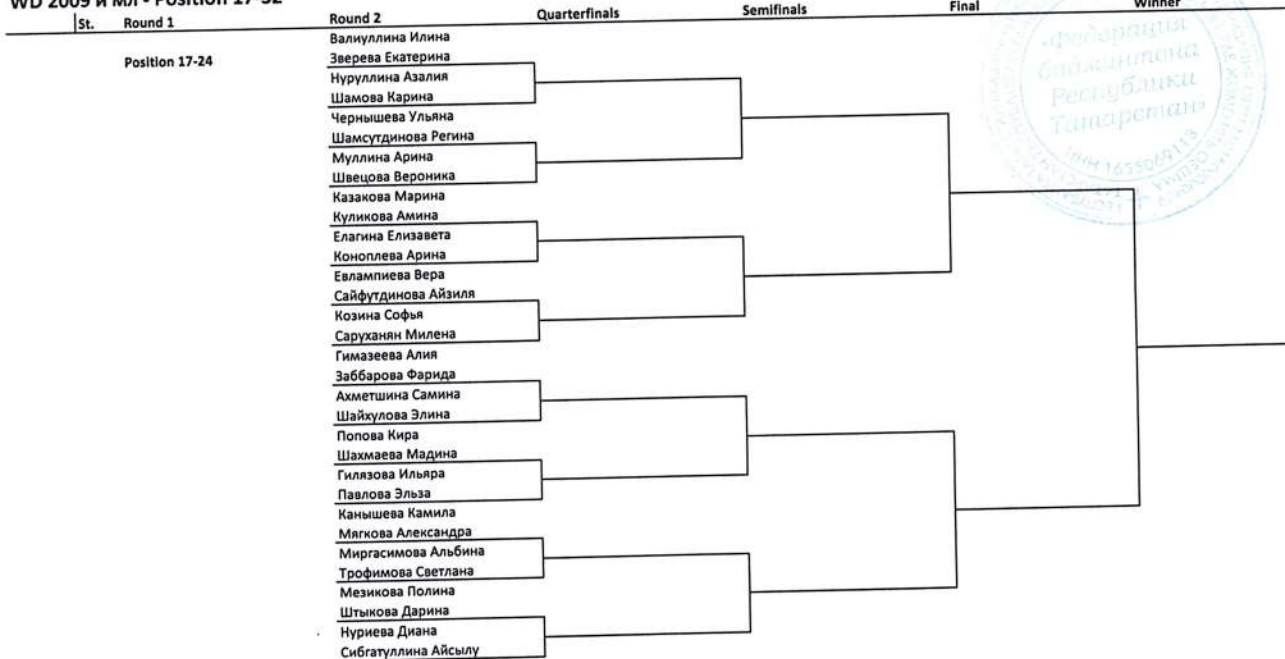 WD 2009 и мл - Position 17-32
St. Round 1 Round 2 Quarterfinals Semifinals Final Winner
Position 17-24
Валиуллина Илина
Зверева Екатерина
Нуруллина Азалия
Шамова Карина
Чернышева Ульяна
Шамсутдинова Регина
Муллина Арина
Швецова Вероника
Казакова Марина
Куликова Амина
Елагина Елизавета
Коноплева Арина
Евлампиева Вера
Сайфутдинова Айзиля
Козина Софья
Саруханян Милена
Гимазеева Алия
Заббарова Фарида
Ахметшина Самина
Шайхулова Элина
Попова Кира
Шахмаева Мадина
Гилязова Ильяра
Павлова Эльза
Канышева Камила
Мягкова Александра
Миргасимова Альбина
Трофимова Светлана
Мезикова Полина
Штыкова Дарина
Нуриева Диана
Сибгатуллина Айсылу
«Федерация
бадминтона
Республики
Татарстан»
ИНН 1655069113